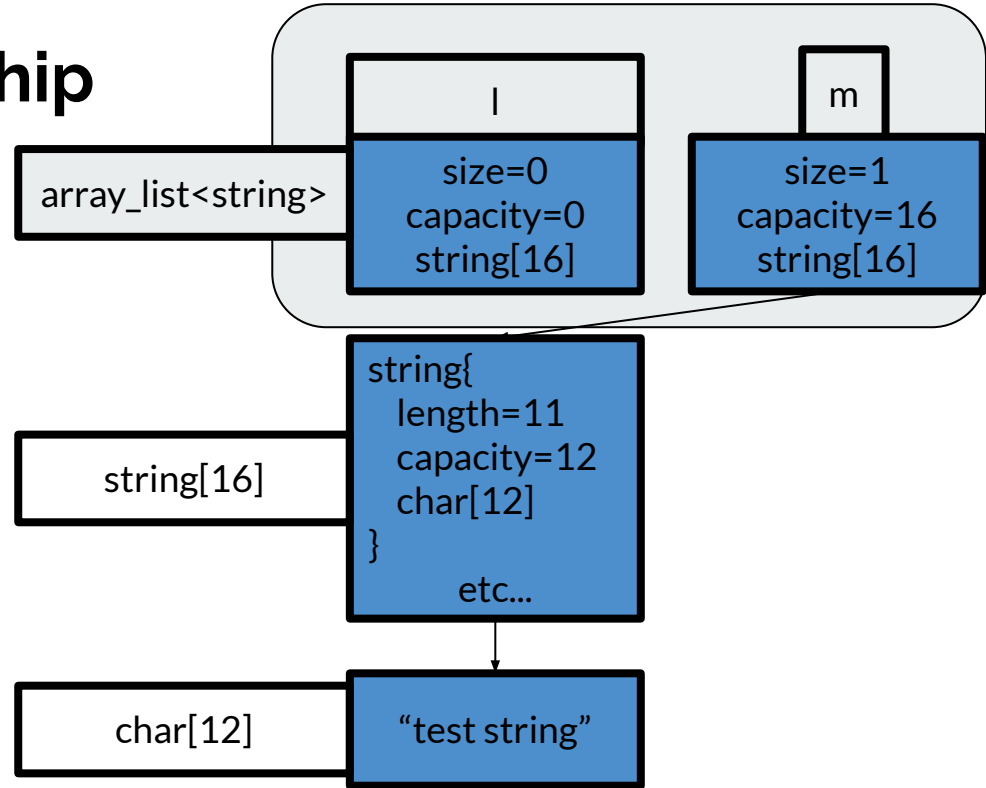 hip
l
m
array_list<string>
size=0
capacity=0
string[16]
size=1
capacity=16
string[16]
string{
length=11
capacity=12
char[12]
}
etc...
string[16]
char[12]
“test string”